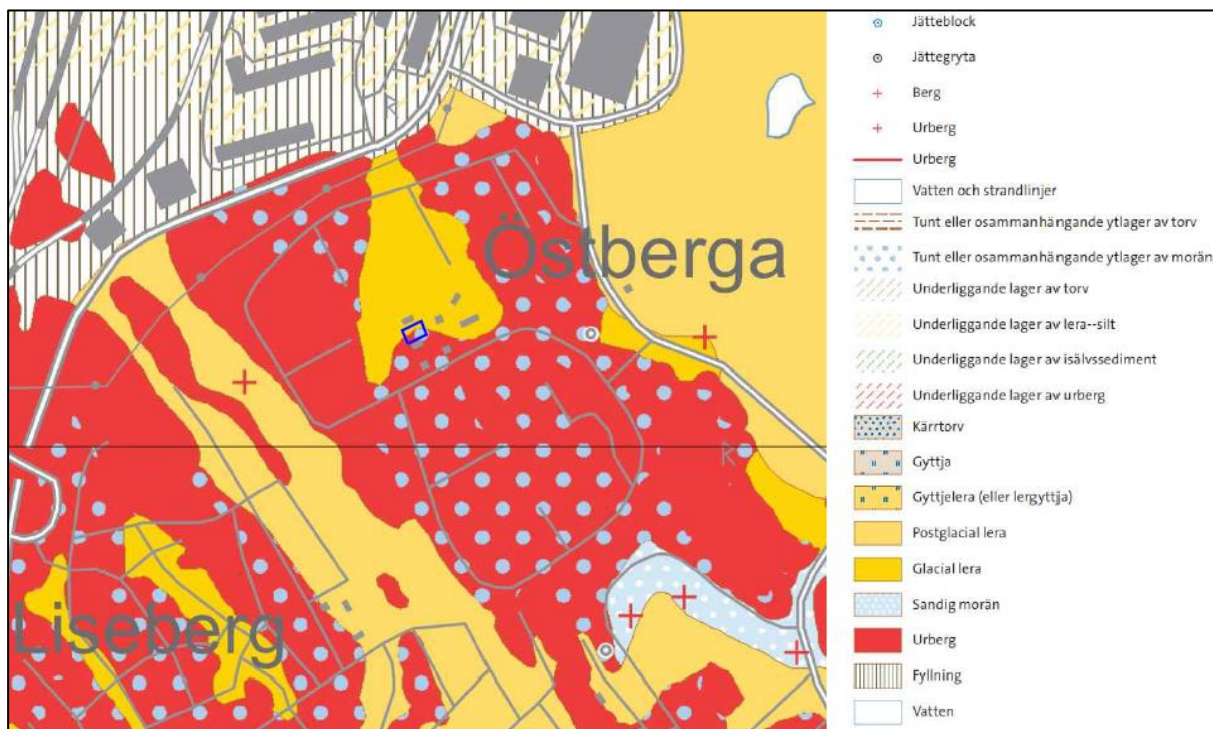 Östberga
Liseberg
R
R
Jätteblock
Jättegryta
Berg
Urberg
Urberg
Vatten och strandlinjer
Tunt eller osammanhängande ytlager av torv
Tunt eller osammanhängande ytlager av morän
Underliggande lager av torv
Underliggande lager av lera--silt
Underliggande lager av isälvssediment
Underliggande lager av urberg
Kärrtorv
Gyttja
Gyttjelera (eller lergyttja)
Postglacial lera
Glacial lera
Sandig morän
Urberg
Fyllning
Vatten